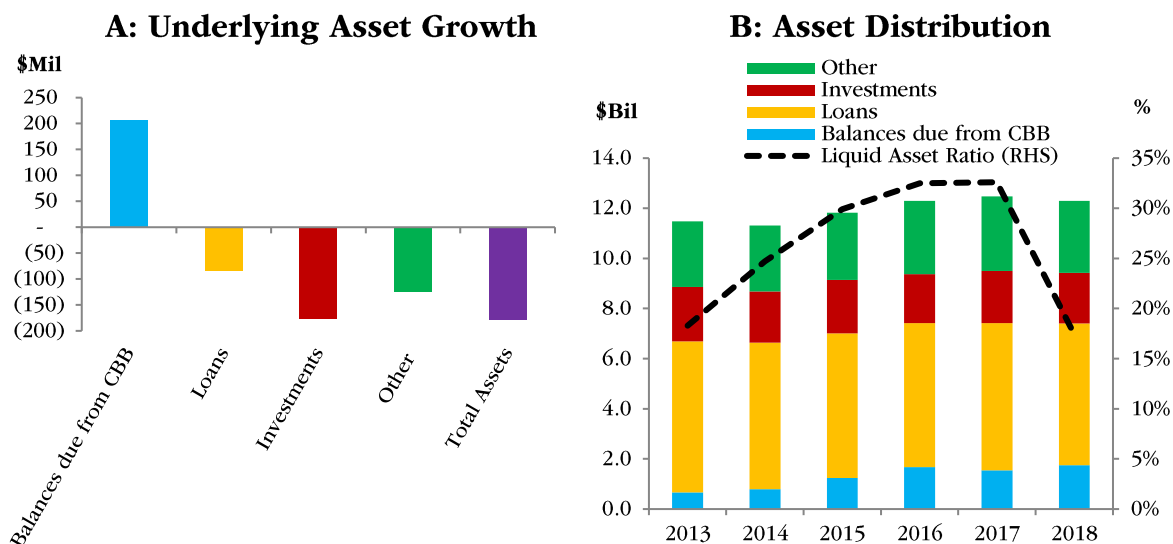 A: Underlying Asset Growth
$Mil
250
200
150
100
50
-
(50)
(100)
(150)
(200)
Balances due from CBB
Loans
Investments
Other
Total Assets
B: Asset Distribution
Other
Investments
Loans
Balances due from CBB
Liquid Asset Ratio (RHS)
$Bil
%
14.0
12.0
10.0
8.0
6.0
4.0
2.0
0.0
35%
30%
25%
20%
15%
10%
5%
0%
2013
2014
2015
2016
2017
2018